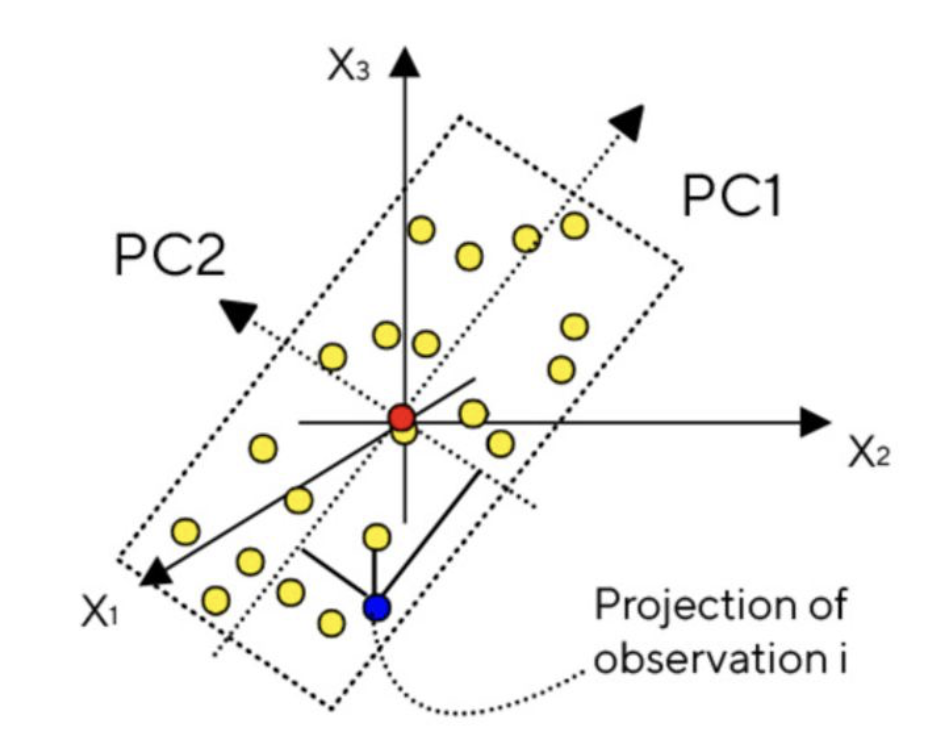 X₃
PC1
PC2
X₂
X₁
Projection of
observation i